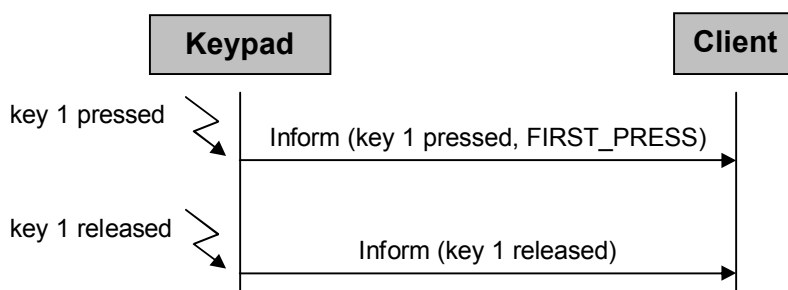 Keypad
Client
key 1 pressed
Inform (key 1 pressed, FIRST_PRESS)
key 1 released
Inform (key 1 released)